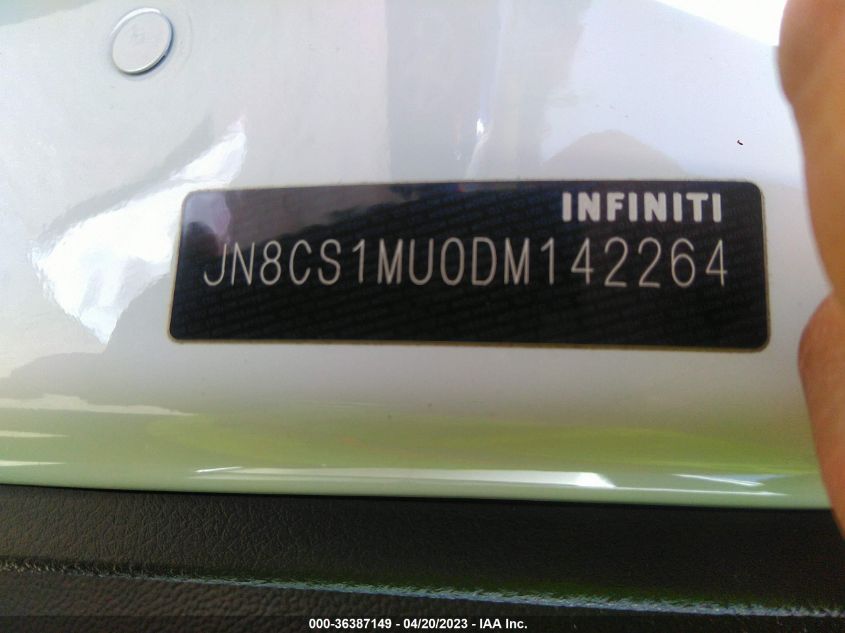 INFINITI
JN8CS1MU0DM142264
000-36387149 - 04/20/2023 - IAA Inc.